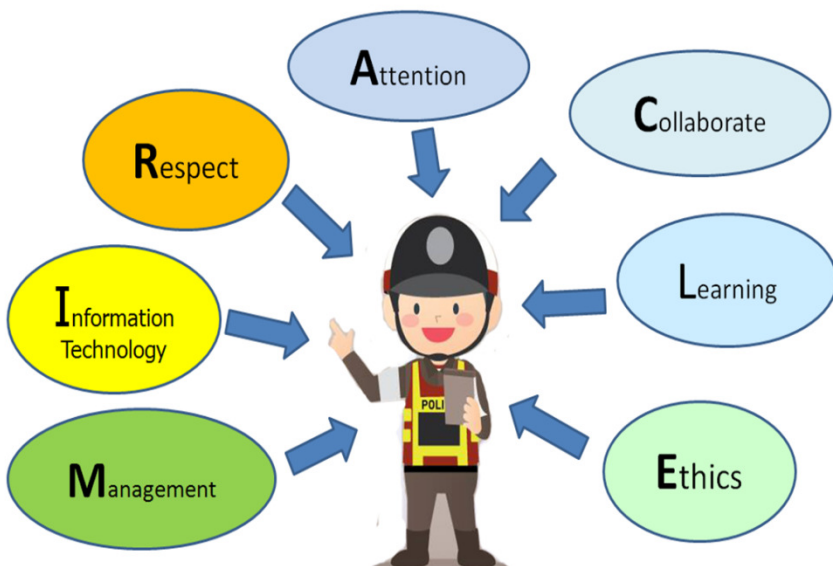 Management
Information
Technology
Respect
Attention
Collaborate
Learning
Ethics
POLI